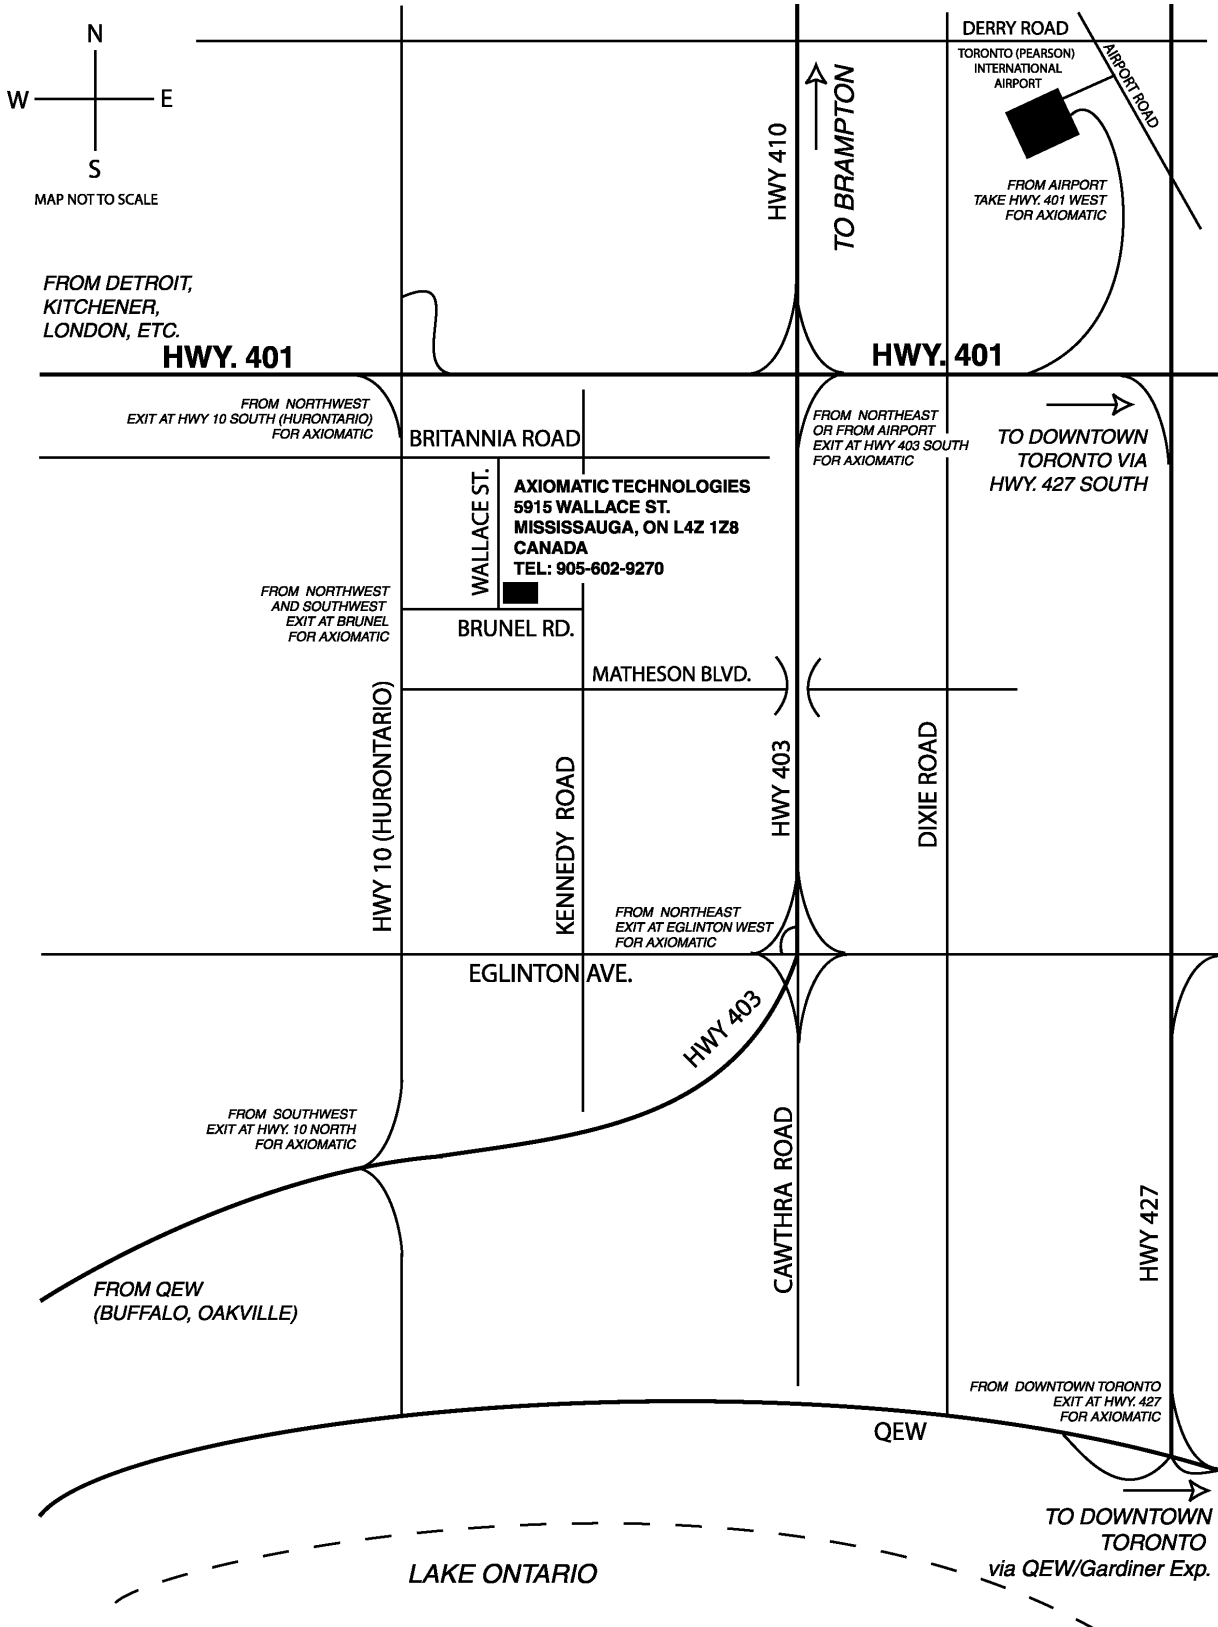 N
W E
S
MAP NOT TO SCALE
DERRY ROAD
TORONTO (PEARSON)
INTERNATIONAL
AIRPORT
AIRPORT ROAD
HWY 410
TO BRAMPTON
FROM AIRPORT
TAKE HWY. 401 WEST
FOR AXIOMATIC
FROM DETROIT,
KITCHENER,
LONDON, ETC.
HWY. 401
HWY. 401
FROM NORTHWEST
EXIT AT HWY 10 SOUTH (HURONTARIO)
FOR AXIOMATIC
BRITANNIA ROAD
FROM NORTHEAST
OR FROM AIRPORT
EXIT AT HWY 403 SOUTH
FOR AXIOMATIC
TO DOWNTOWN
TORONTO VIA
HWY. 427 SOUTH
WALLACE ST.
AXIOMATIC TECHNOLOGIES
5915 WALLACE ST.
MISSISSAUGA, ON L4Z 1Z8
CANADA
TEL: 905-602-9270
FROM NORTHWEST
AND SOUTHWEST
EXIT AT BRUNEL
FOR AXIOMATIC
BRUNEL RD.
MATHESON BLVD.
HWY 10 (HURONTARIO)
KENNEDY ROAD
HWY 403
DIXIE ROAD
FROM NORTHEAST
EXIT AT EGLINTON WEST
FOR AXIOMATIC
EGLINTON AVE.
HWY 403
FROM SOUTHWEST
EXIT AT HWY. 10 NORTH
FOR AXIOMATIC
CAWTHRA ROAD
HWY 427
FROM QEW
(BUFFALO, OAKVILLE)
FROM DOWNTOWN TORONTO
EXIT AT HWY. 427
FOR AXIOMATIC
QEW
TO DOWNTOWN
TORONTO
via QEW/Gardiner Exp.
LAKE ONTARIO